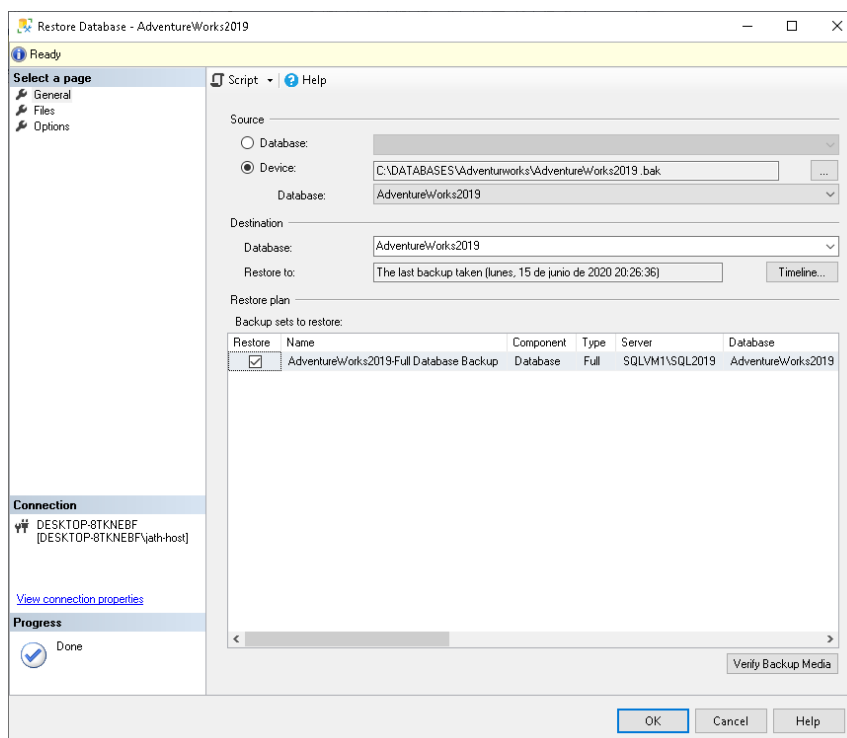 Restore Database - AdventureWorks2019
Ready
Select a page
General
Files
Options
Script
Help
Source
Database:
Device:
C:\DATABASES\Adventurworks\AdventureWorks2019 .bak
...
Database:
AdventureWorks2019
Destination
Database:
AdventureWorks2019
Restore to:
The last backup taken (lunes, 15 de junio de 2020 20:26:36)
Timeline...
Restore plan
Backup sets to restore:
Restore Name Component Type Server Database
AdventureWorks2019-Full Database Backup Database Full SQLVM1\SQL2019 AdventureWorks2019
Connection
DESKTOP-8TKNEBF
[DESKTOP-8TKNEBF\jath-host]
View connection properties
Progress
Done
Verify Backup Media
OK Cancel Help